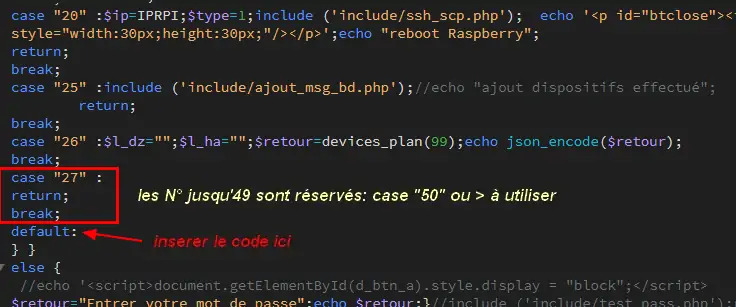 case "20" :$ip=IPRPI;$type=1;include ('include/ssh_scp.php');  echo '<p id="btclose"><
style="width:30px;height:30px;"/></p>';echo "reboot Raspberry";
return;
break;
case "25" :include ('include/ajout_msg_bd.php');//echo "ajout dispositifs effectué";
return;
break;
case "26" :$l_dz="";$l_ha="";$retour=devices_plan(99);echo json_encode($retour);
break;
case "27" :
return; les N° jusqu'49 sont réservés: case "50" ou > à utiliser
break;
default: inserer le code ici
} }
else {
//echo '<script>document.getElementById(d_btn_a).style.display = "block";</script>
$retour="Entrer votre mot de passe";echo $retour;}//include ('include/test_pass.php');